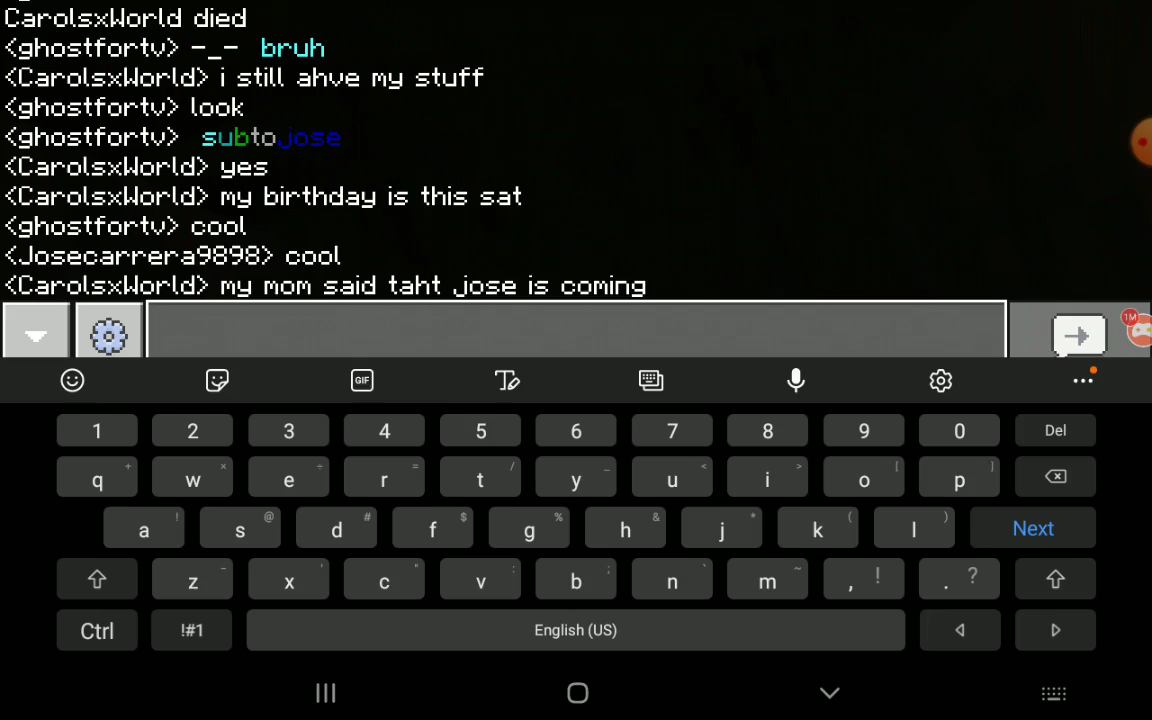 CarolsxWorld died
<ghostfortv> -_- bruh
<CarolsxWorld> i still ahve my stuff
<ghostfortv> look
<ghostfortv> subtojose
<CarolsxWorld> yes
<CarolsxWorld> my birthday is this sat
<ghostfortv> cool
<Josecarrera9898> cool
<CarolsxWorld> my mom said taht jose is coming
1M
GIF
1 2 3 4 5 6 7 8 9 0 Del
q + w × e ÷ r = t / y _ u < i > o [ p ]
a ! s @ d # f $ g % h & j * k ( l ) Next
z - x ' c " v : b ; n ` m ~ , ! . ?
Ctrl !#1 English (US)